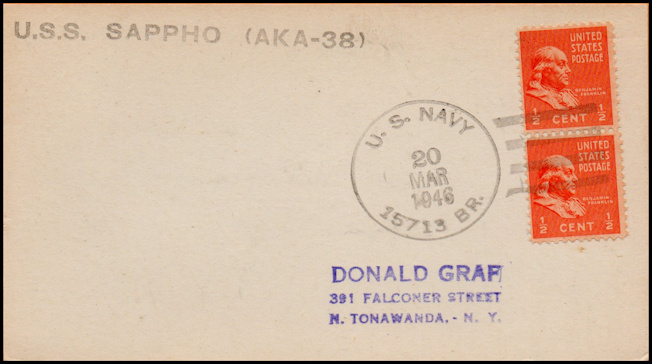 U.S.S. SAPPHO (AKA-38)
UNITED
STATES
POSTAGE
BENJAMIN
FRANKLIN
1/2 CENT 1/2
U. S. NAVY
20
MAR
1946
15713 BR.
UNITED
STATES
POSTAGE
BENJAMIN
FRANKLIN
1/2 CENT 1/2
DONALD GRAF
391 FALCONER STREET
N. TONAWANDA. - N. Y.